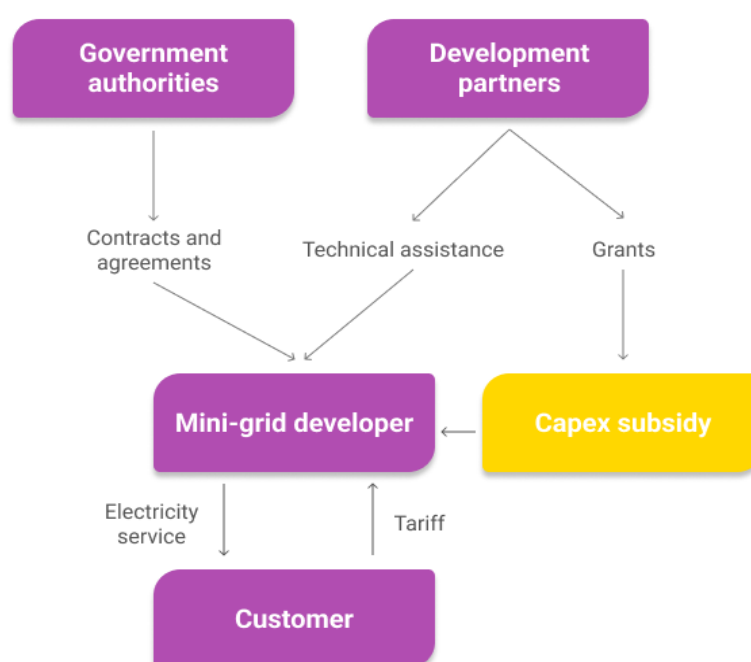 Government
authorities
Development
partners
Contracts and
agreements
Technical assistance
Grants
Mini-grid developer
Capex subsidy
Electricity
service
Tariff
Customer